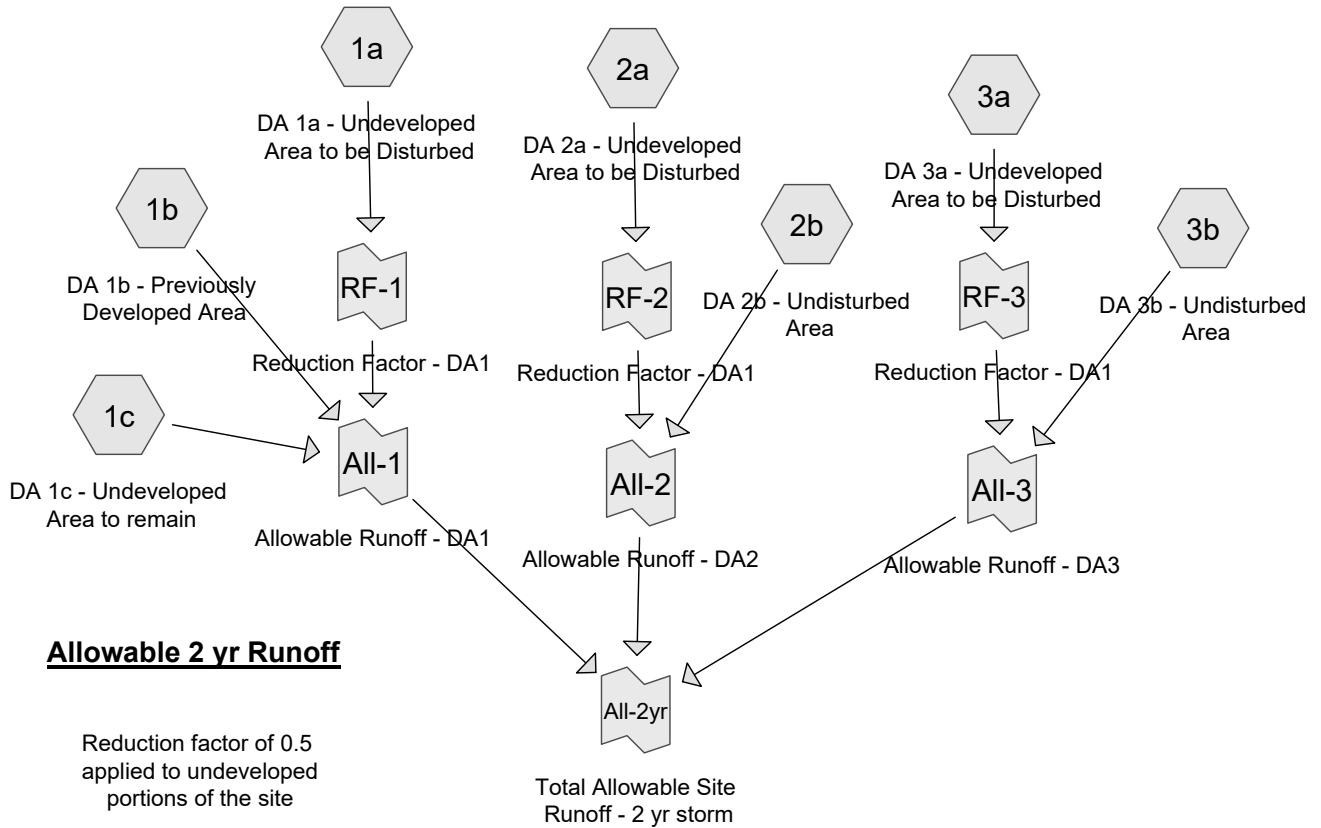 1a
DA 1a - Undeveloped
Area to be Disturbed
2a
DA 2a - Undeveloped
Area to be Disturbed
3a
DA 3a - Undeveloped
Area to be Disturbed
1b
DA 1b - Previously
Developed Area
RF-1
Reduction Factor - DA1
2b
DA 2b - Undisturbed
Area
RF-2
Reduction Factor - DA1
3b
DA 3b - Undisturbed
Area
RF-3
Reduction Factor - DA1
1c
DA 1c - Undeveloped
Area to remain
All-1
Allowable Runoff - DA1
All-2
Allowable Runoff - DA2
All-3
Allowable Runoff - DA3
Allowable 2 yr Runoff
Reduction factor of 0.5
applied to undeveloped
portions of the site
All-2yr
Total Allowable Site
Runoff - 2 yr storm